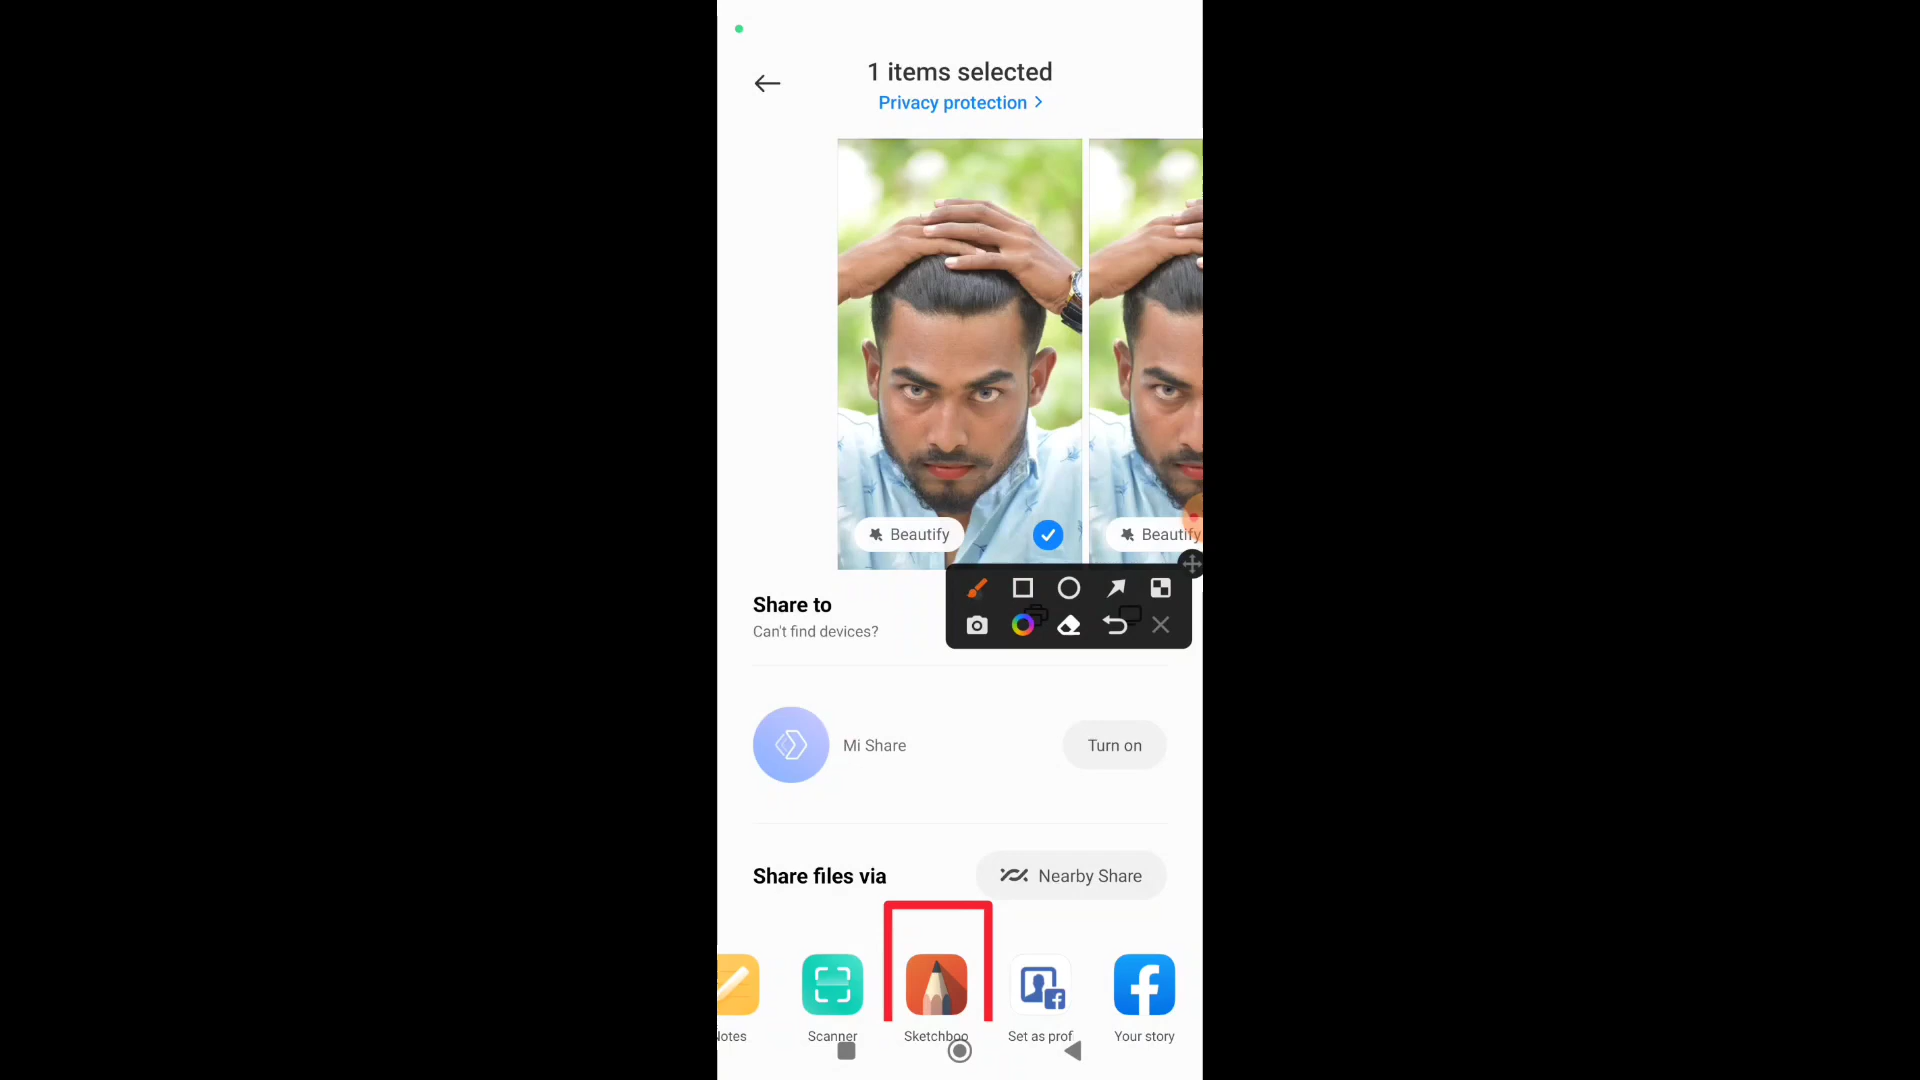 1 items selected
Privacy protection >
Beautify
Beautify
Share to
Can't find devices?
Mi Share
Turn on
Share files via
Nearby Share
Notes
Scanner
Sketchboo
Set as prof
Your story